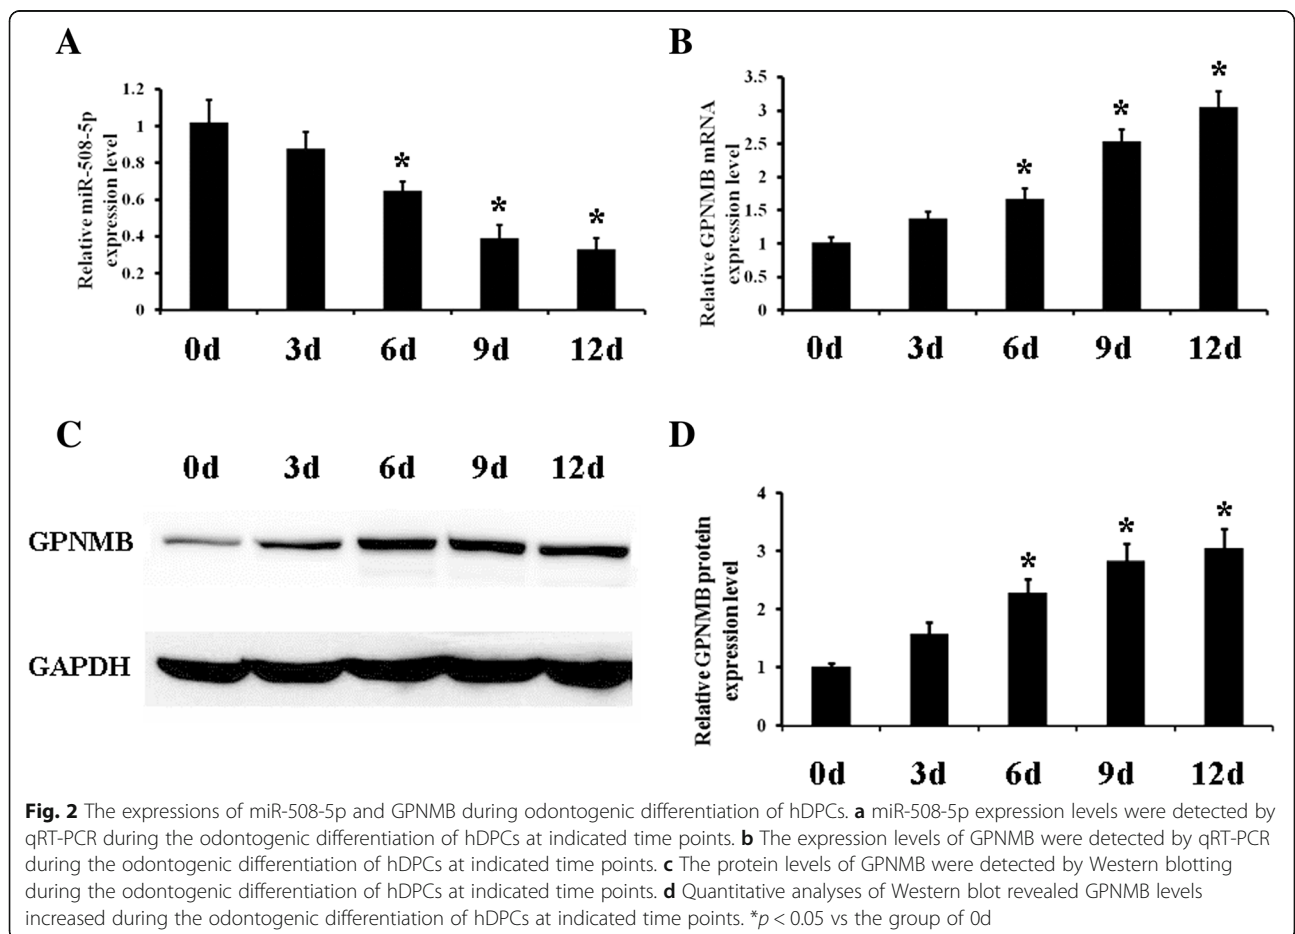 A
Relative miR-508-5p
expression level
1.2
1
0.8
0.6
0.4
0.2
0
* * *
0d 3d 6d 9d 12d
B
Relative GPNMB mRNA
expression level
3.5
3
2.5
2
1.5
1
0.5
0
* * *
0d 3d 6d 9d 12d
C
0d 3d 6d 9d 12d
GPNMB
GAPDH
D
Relative GPNMB protein
expression level
4
3
2
1
0
* * *
0d 3d 6d 9d 12d
Fig. 2 The expressions of miR-508-5p and GPNMB during odontogenic differentiation of hDPCs. a miR-508-5p expression levels were detected by
qRT-PCR during the odontogenic differentiation of hDPCs at indicated time points. b The expression levels of GPNMB were detected by qRT-PCR
during the odontogenic differentiation of hDPCs at indicated time points. c The protein levels of GPNMB were detected by Western blotting
during the odontogenic differentiation of hDPCs at indicated time points. d Quantitative analyses of Western blot revealed GPNMB levels
increased during the odontogenic differentiation of hDPCs at indicated time points. *p < 0.05 vs the group of 0d